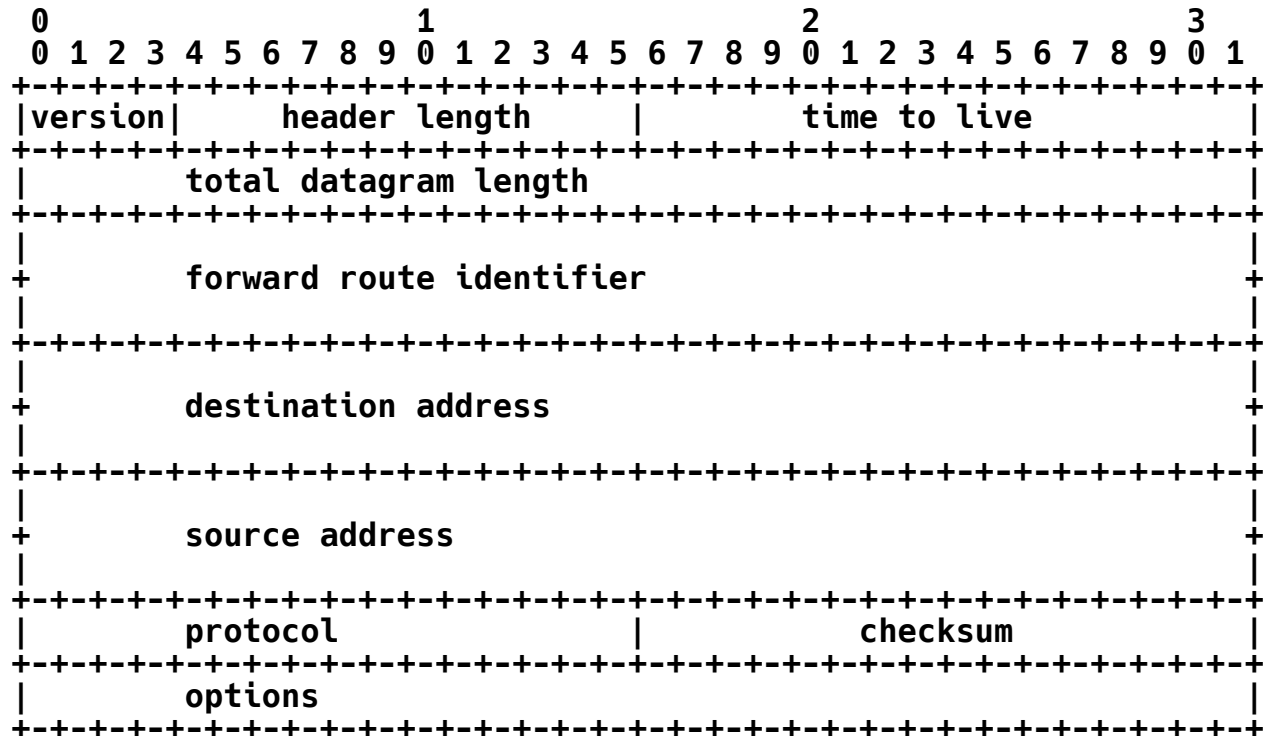 0                   1                   2                   3
 0 1 2 3 4 5 6 7 8 9 0 1 2 3 4 5 6 7 8 9 0 1 2 3 4 5 6 7 8 9 0 1
+-+-+-+-+-+-+-+-+-+-+-+-+-+-+-+-+-+-+-+-+-+-+-+-+-+-+-+-+-+-+-+-+
|version|     header length     |        time to live           |
+-+-+-+-+-+-+-+-+-+-+-+-+-+-+-+-+-+-+-+-+-+-+-+-+-+-+-+-+-+-+-+-+
|        total datagram length                                  |
+-+-+-+-+-+-+-+-+-+-+-+-+-+-+-+-+-+-+-+-+-+-+-+-+-+-+-+-+-+-+-+-+
|                                                               |
+        forward route identifier                               +
|                                                               |
+-+-+-+-+-+-+-+-+-+-+-+-+-+-+-+-+-+-+-+-+-+-+-+-+-+-+-+-+-+-+-+-+
|                                                               |
+        destination address                                    +
|                                                               |
+-+-+-+-+-+-+-+-+-+-+-+-+-+-+-+-+-+-+-+-+-+-+-+-+-+-+-+-+-+-+-+-+
|                                                               |
+        source address                                         +
|                                                               |
+-+-+-+-+-+-+-+-+-+-+-+-+-+-+-+-+-+-+-+-+-+-+-+-+-+-+-+-+-+-+-+-+
|        protocol               |           checksum            |
+-+-+-+-+-+-+-+-+-+-+-+-+-+-+-+-+-+-+-+-+-+-+-+-+-+-+-+-+-+-+-+-+
|        options                                                |
+-+-+-+-+-+-+-+-+-+-+-+-+-+-+-+-+-+-+-+-+-+-+-+-+-+-+-+-+-+-+-+-+